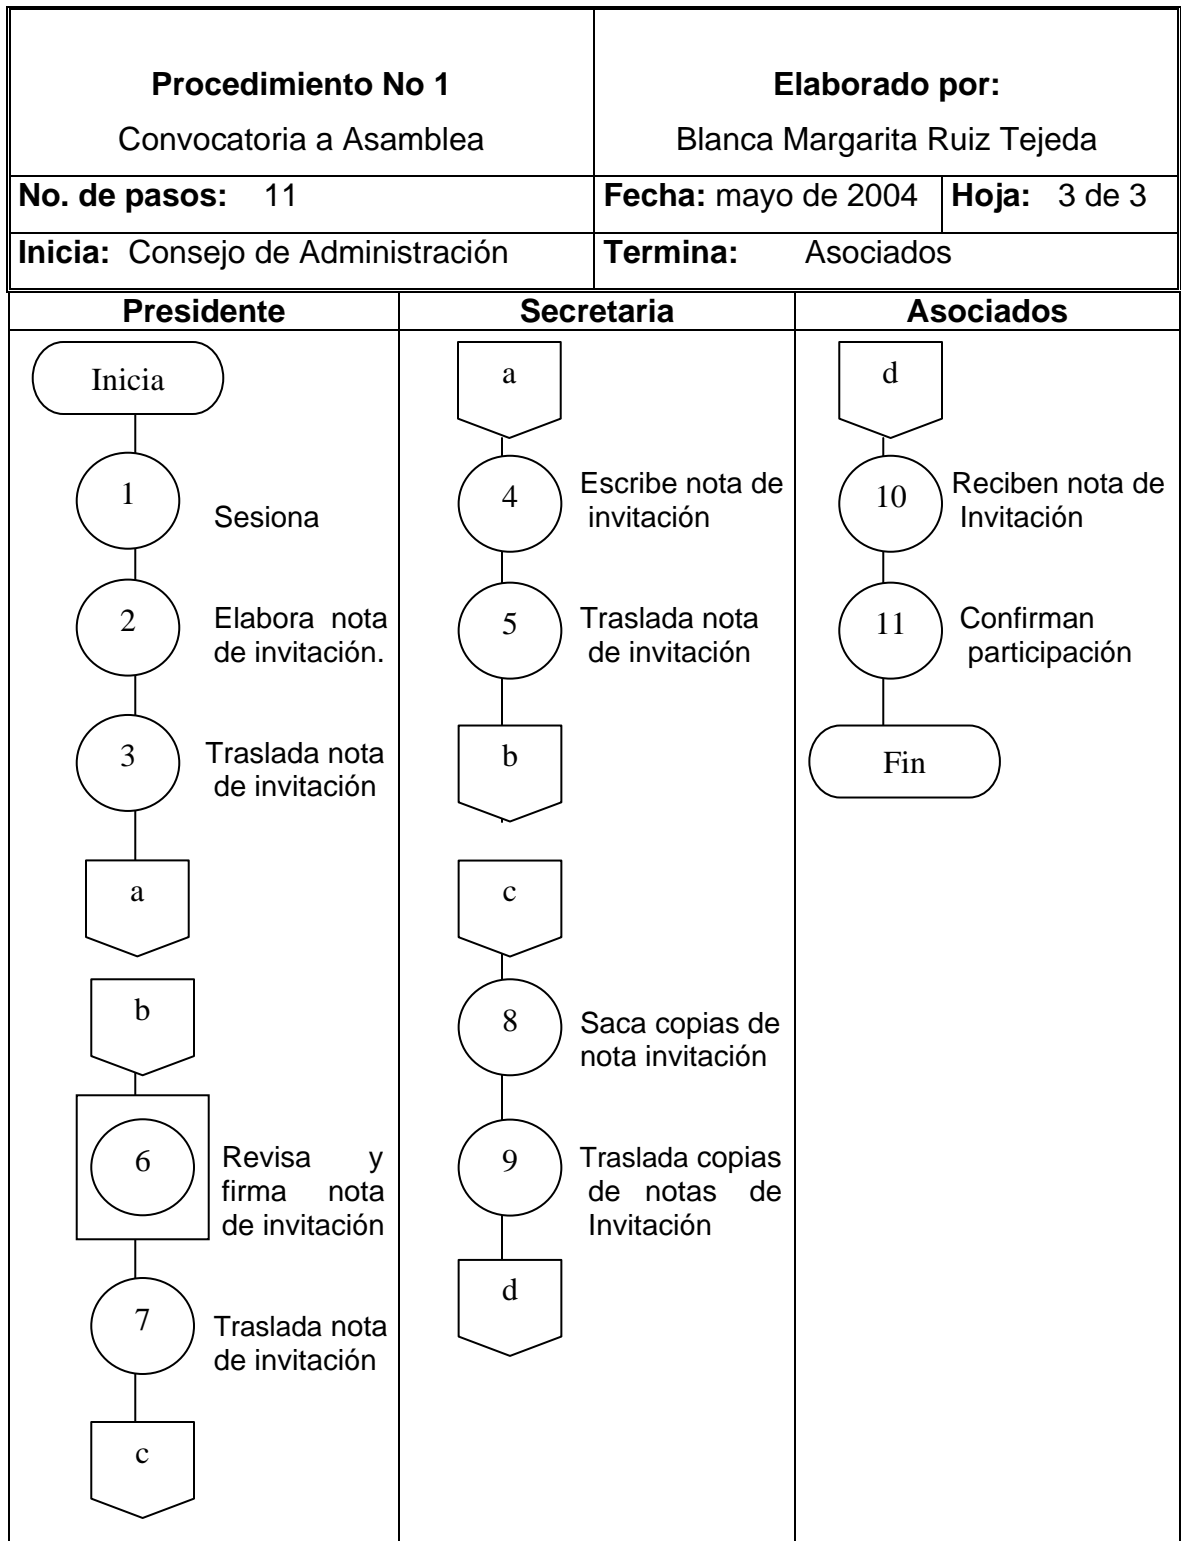 Procedimiento No 1
Convocatoria a Asamblea
Elaborado por:
Blanca Margarita Ruiz Tejeda
No. de pasos: 11
Fecha: mayo de 2004
Hoja: 3 de 3
Inicia: Consejo de Administración
Termina: Asociados
Presidente
Inicia
1
Sesiona
2
Elabora nota
de invitación.
3
Traslada nota
de invitación
a
b
6
Revisa y
firma nota
de invitación
7
Traslada nota
de invitación
c
Secretaria
a
4
Escribe nota de
invitación
5
Traslada nota
de invitación
b
c
8
Saca copias de
nota invitación
9
Traslada copias
de notas de
Invitación
d
Asociados
d
10
Reciben nota de
Invitación
11
Confirman
participación
Fin